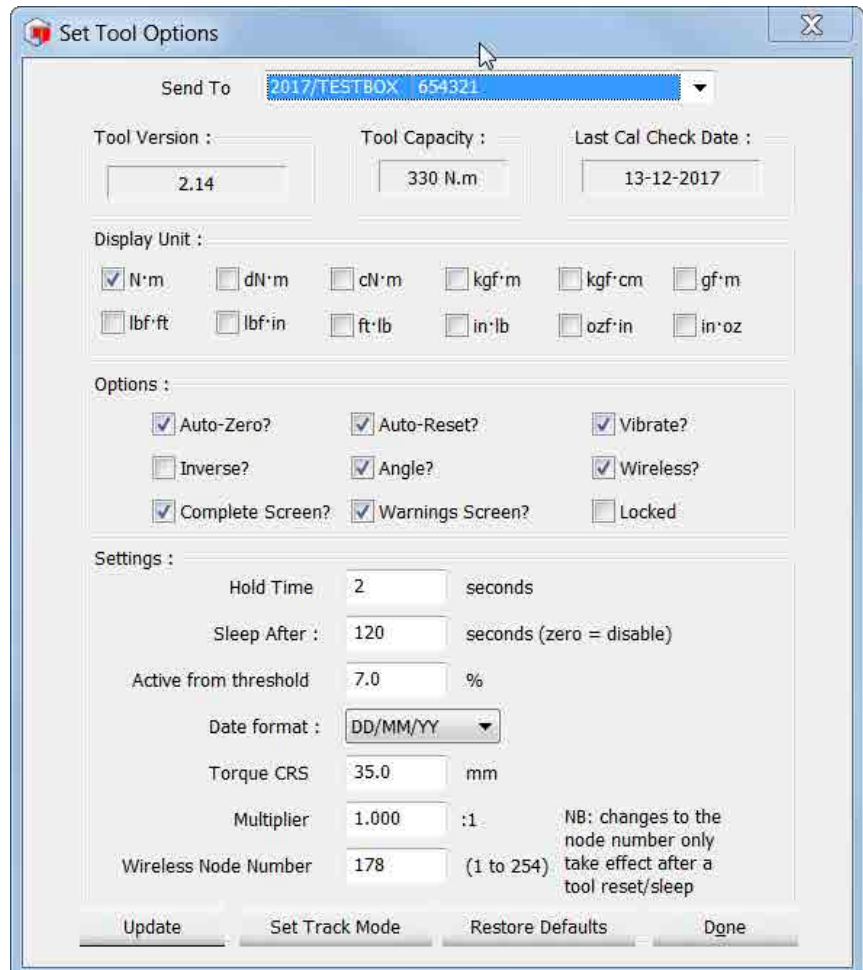 Set Tool Options
Send To 2017/TESTBOX 654321
Tool Version : Tool Capacity : Last Cal Check Date :
2.14 330 N.m 13-12-2017
Display Unit :
N·m dN·m cN·m kgf·m kgf·cm gf·m
lbf·ft lbf·in ft·lb in·lb ozf·in in·oz
Options :
Auto-Zero? Auto-Reset? Vibrate?
Inverse? Angle? Wireless?
Complete Screen? Warnings Screen? Locked
Settings :
Hold Time 2 seconds
Sleep After : 120 seconds (zero = disable)
Active from threshold 7.0 %
Date format : DD/MM/YY
Torque CRS 35.0 mm
Multiplier 1.000 :1
Wireless Node Number 178 (1 to 254)
NB: changes to the
node number only
take effect after a
tool reset/sleep
Update Set Track Mode Restore Defaults Done